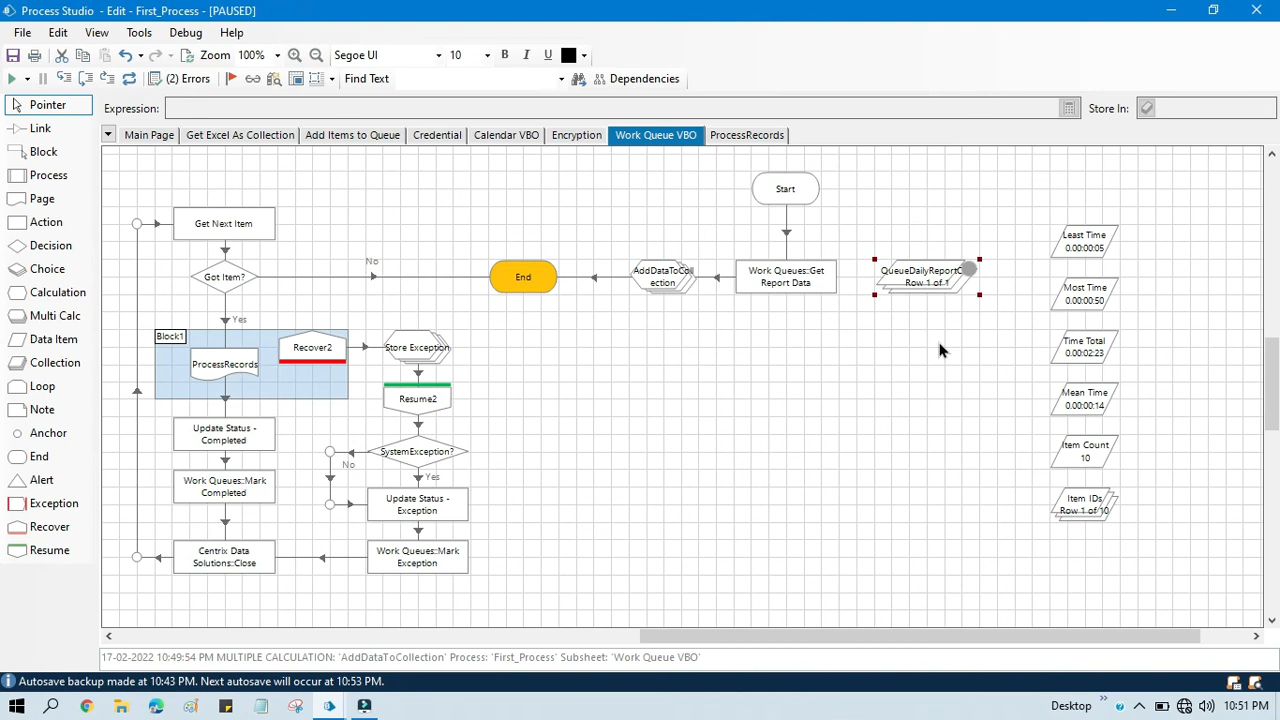 Process Studio - Edit - First_Process - [PAUSED]
File Edit View Tools Debug Help
Zoom 100% Segoe UI 10 B I U
(2) Errors Find Text Dependencies
Pointer
Link
Block
Process
Page
Action
Decision
Choice
Calculation
Multi Calc
Data Item
Collection
Loop
Note
Anchor
End
Alert
Exception
Recover
Resume
Expression: Store In:
Main Page Get Excel As Collection Add Items to Queue Credential Calendar VBO Encryption Work Queue VBO ProcessRecords
Start
Get Next Item
Got Item?
No
End
AddDataToColl
ection
Work Queues::Get
Report Data
QueueDailyReportC
Row 1 of 1
Yes
Block1
ProcessRecords
Recover2
Store Exception
Resume2
Update Status -
Completed
SystemException?
No
Yes
Work Queues::Mark
Completed
Update Status -
Exception
Centrix Data
Solutions::Close
Work Queues::Mark
Exception
Least Time
0.00:00:05
Most Time
0.00:00:50
Time Total
0.00:02:23
Mean Time
0.00:00:14
Item Count
10
Item IDs
Row 1 of 10
17-02-2022 10:49:54 PM MULTIPLE CALCULATION: 'AddDataToCollection' Process: 'First_Process' Subsheet: 'Work Queue VBO'
Autosave backup made at 10:43 PM. Next autosave will occur at 10:53 PM.
Desktop 10:51 PM